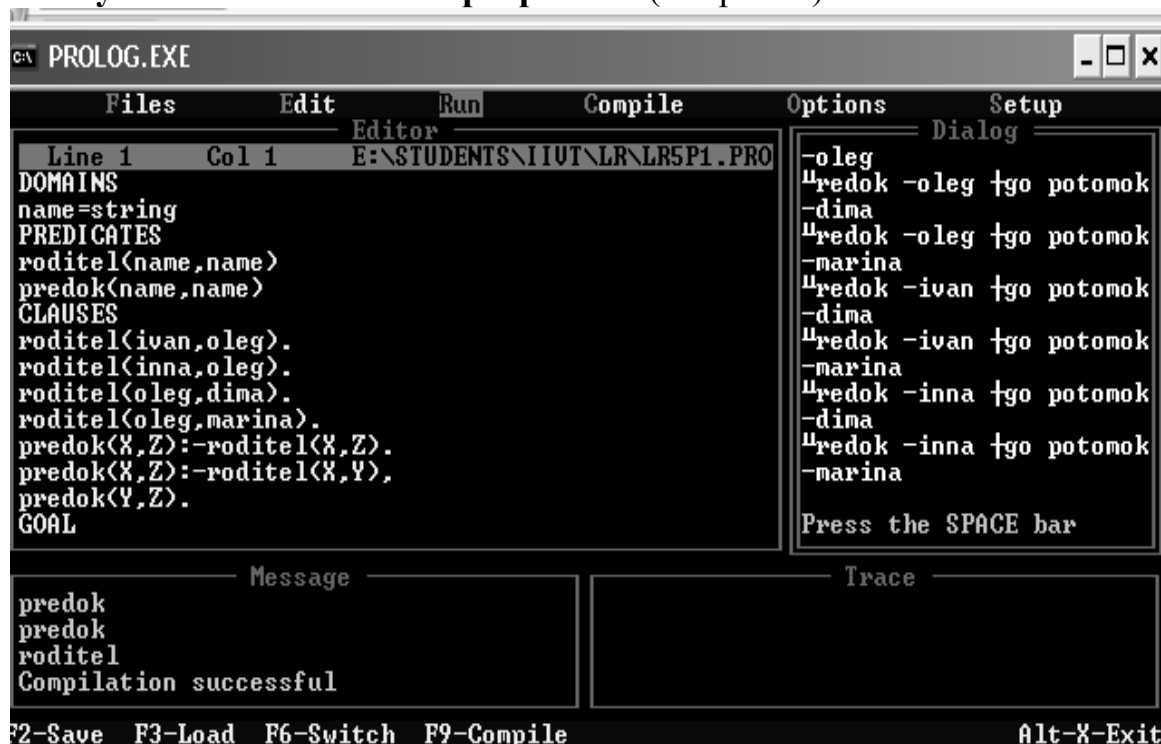 PROLOG.EXE
Files Edit Run Compile Options Setup
Editor
Line 1 Col 1 E:\STUDENTS\IIVT\LR\LR5P1.PRO
DOMAINS
name=string
PREDICATES
roditel(name,name)
predok(name,name)
CLAUSES
roditel(ivan,oleg).
roditel(inna,oleg).
roditel(oleg,dima).
roditel(oleg,marina).
predok(X,Z):-roditel(X,Z).
predok(X,Z):-roditel(X,Y),
predok(Y,Z).
GOAL
Dialog
-oleg
╨redok -oleg ┼go potomok
-dima
╨redok -oleg ┼go potomok
-marina
╨redok -ivan ┼go potomok
-dima
╨redok -ivan ┼go potomok
-marina
╨redok -inna ┼go potomok
-dima
╨redok -inna ┼go potomok
-marina
Press the SPACE bar
Message
predok
predok
roditel
Compilation successful
Trace
F2-Save F3-Load F6-Switch F9-Compile Alt-X-Exit